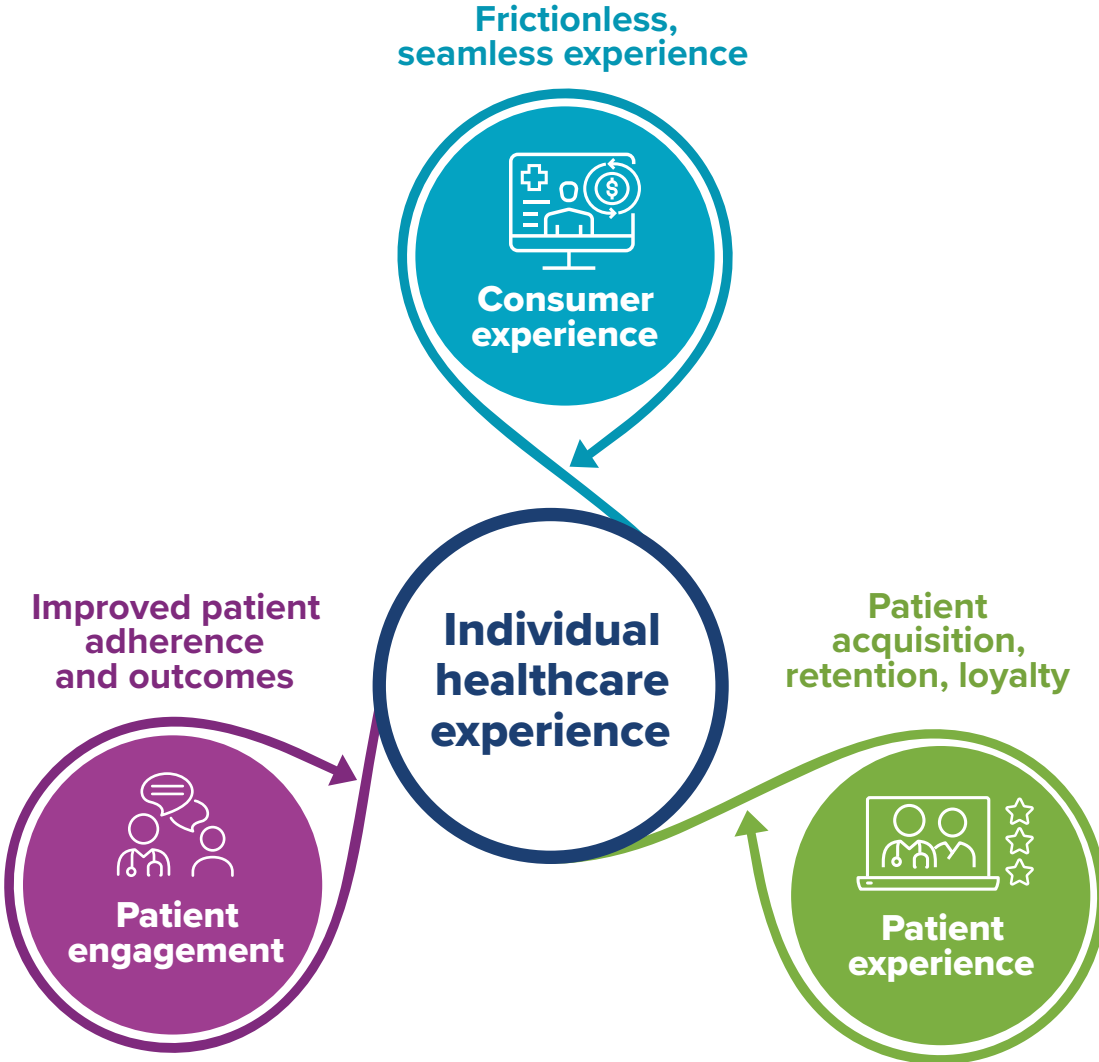 Frictionless,
seamless experience
Consumer
experience
Individual
healthcare
experience
Improved patient
adherence
and outcomes
Patient
engagement
Patient
acquisition,
retention, loyalty
Patient
experience